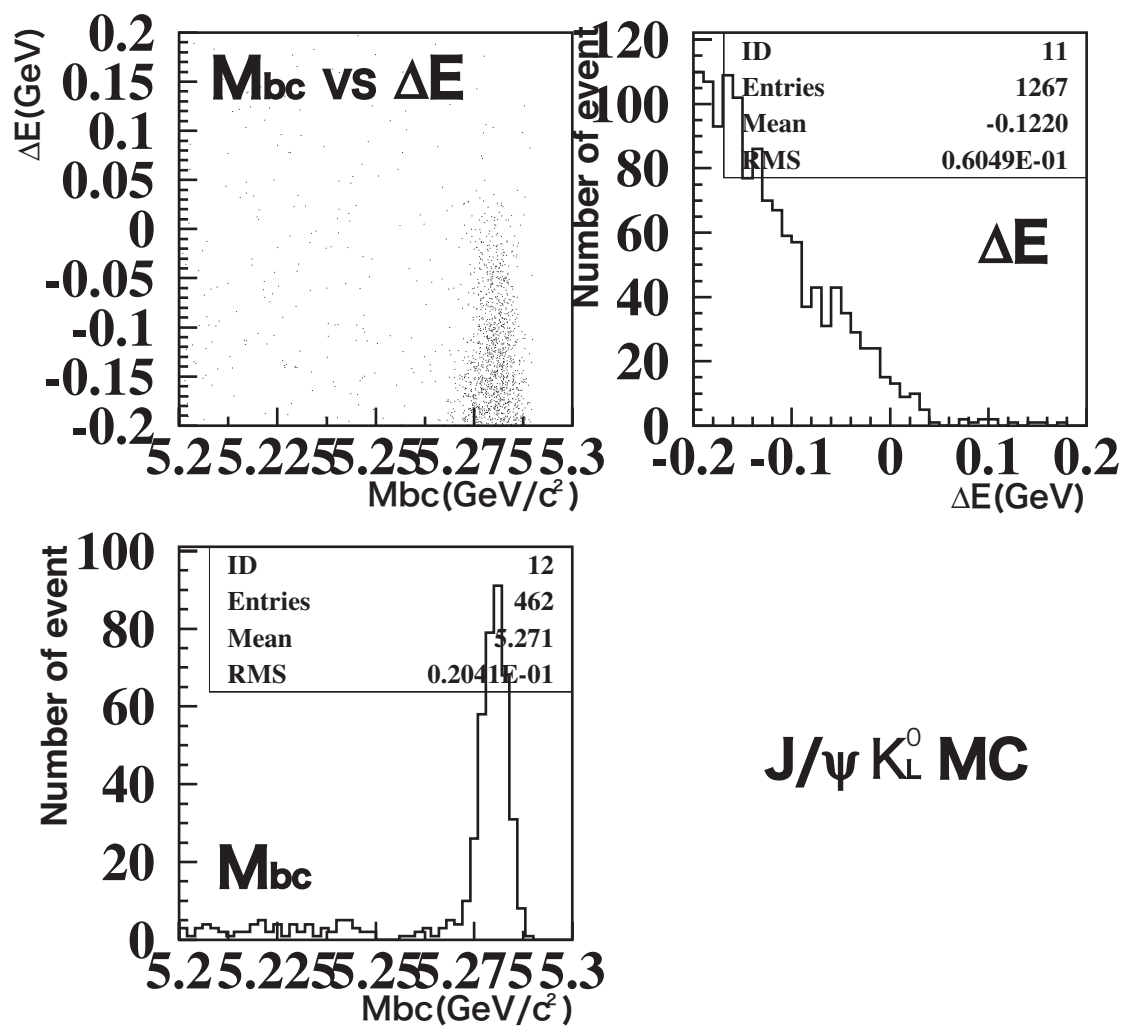 ΔE(GeV)
0.2
0.15
0.1
0.05
0
-0.05
-0.1
-0.15
-0.2
Mbc vs ΔE
5.2 5.225 5.25 5.275 5.3
Mbc(GeV/c²)
Number of event
120
100
80
60
40
20
0
ID 11
Entries 1267
Mean -0.1220
RMS 0.6049E-01
ΔE
-0.2 -0.1 0 0.1 0.2
ΔE(GeV)
Number of event
100
80
60
40
20
0
ID 12
Entries 462
Mean 5.271
RMS 0.2041E-01
Mbc
5.2 5.225 5.25 5.275 5.3
Mbc(GeV/c²)
J/ψ K⁰L MC